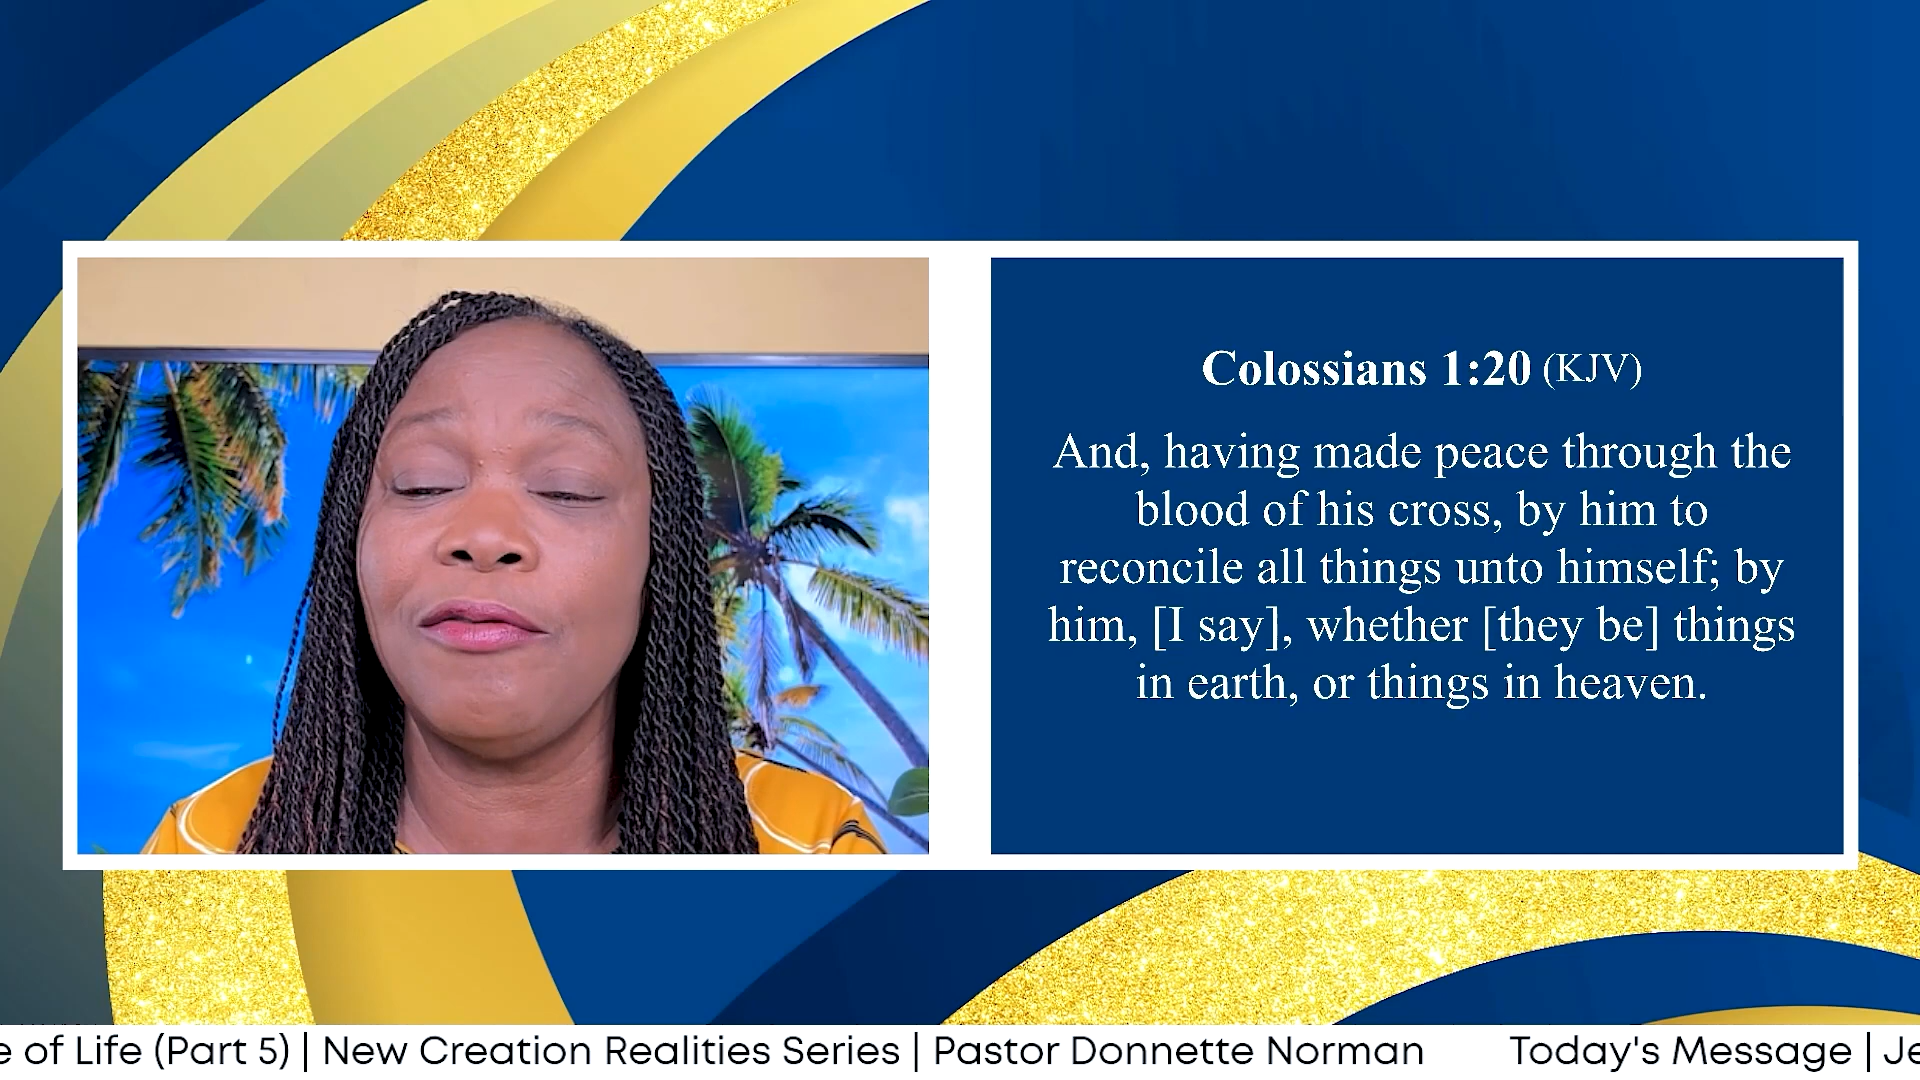 Colossians 1:20 (KJV)
And, having made peace through the
blood of his cross, by him to
reconcile all things unto himself; by
him, [I say], whether [they be] things
in earth, or things in heaven.
of Life (Part 5) | New Creation Realities Series | Pastor Donnette Norman Today's Message |